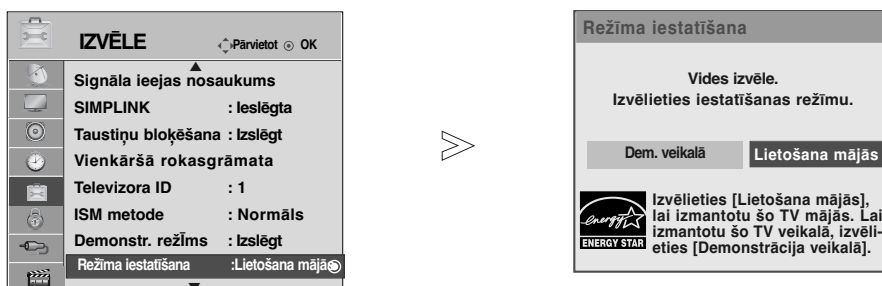 IZVĒLE Pārvietot OK
Signāla ieejas nosaukums
SIMPLINK : Ieslēgta
Taustiņu bloķēšana : Izslēgt
Vienkāršā rokasgrāmata
Televizora ID : 1
ISM metode : Normāls
Demonstr. režĪms : Izslēgt
Režīma iestatīšana :Lietošana mājās
Režīma iestatīšana
Vides izvēle.
Izvēlieties iestatīšanas režīmu.
Dem. veikalā Lietošana mājās
energy
ENERGY STAR
Izvēlieties [Lietošana mājās],
lai izmantotu šo TV mājās. Lai
izmantotu šo TV veikalā, izvēli-
eties [Demonstrācija veikalā].